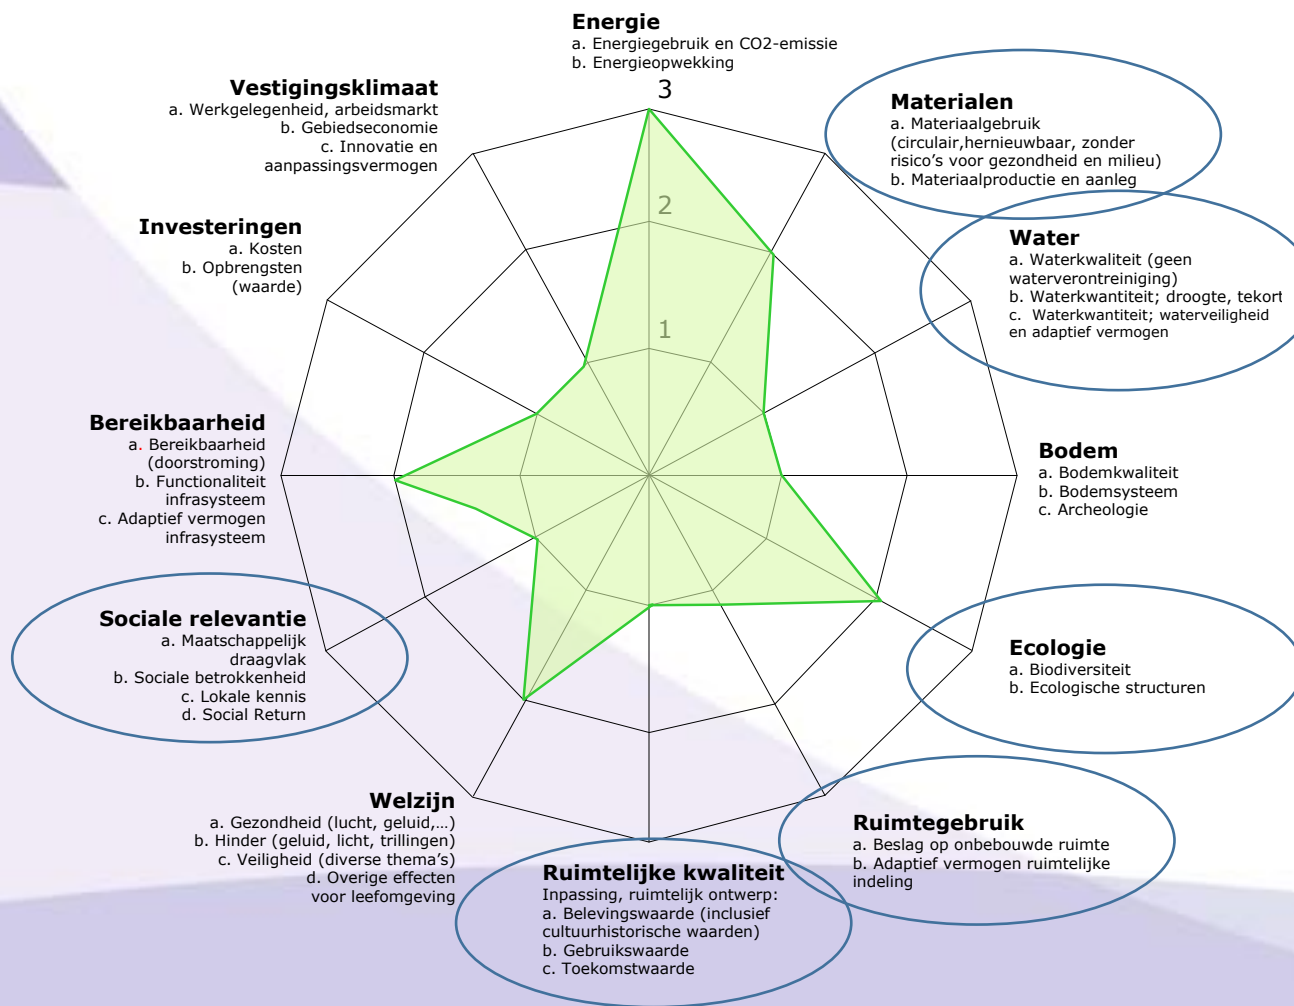 Energie
a. Energiegebruik en CO2-emissie
b. Energieopwekking
3
2
1
Materialen
a. Materiaalgebruik
(circulair,hernieuwbaar, zonder
risico's voor gezondheid en milieu)
b. Materiaalproductie en aanleg
Water
a. Waterkwaliteit (geen
waterverontreiniging)
b. Waterkwantiteit; droogte, tekort
c.  Waterkwantiteit; waterveiligheid
en adaptief vermogen
Bodem
a. Bodemkwaliteit
b. Bodemsysteem
c. Archeologie
Ecologie
a. Biodiversiteit
b. Ecologische structuren
Ruimtegebruik
a. Beslag op onbebouwde ruimte
b. Adaptief vermogen ruimtelijke
indeling
Ruimtelijke kwaliteit
Inpassing, ruimtelijk ontwerp:
a. Belevingswaarde (inclusief
cultuurhistorische waarden)
b. Gebruikswaarde
c. Toekomstwaarde
Welzijn
a. Gezondheid (lucht, geluid,...)
b. Hinder (geluid, licht, trillingen)
c. Veiligheid (diverse thema's)
d. Overige effecten
voor leefomgeving
Sociale relevantie
a. Maatschappelijk
draagvlak
b. Sociale betrokkenheid
c. Lokale kennis
d. Social Return
Bereikbaarheid
a. Bereikbaarheid
(doorstroming)
b. Functionaliteit
infrasysteem
c. Adaptief vermogen
infrasysteem
Investeringen
a. Kosten
b. Opbrengsten
(waarde)
Vestigingsklimaat
a. Werkgelegenheid, arbeidsmarkt
b. Gebiedseconomie
c. Innovatie en
aanpassingsvermogen